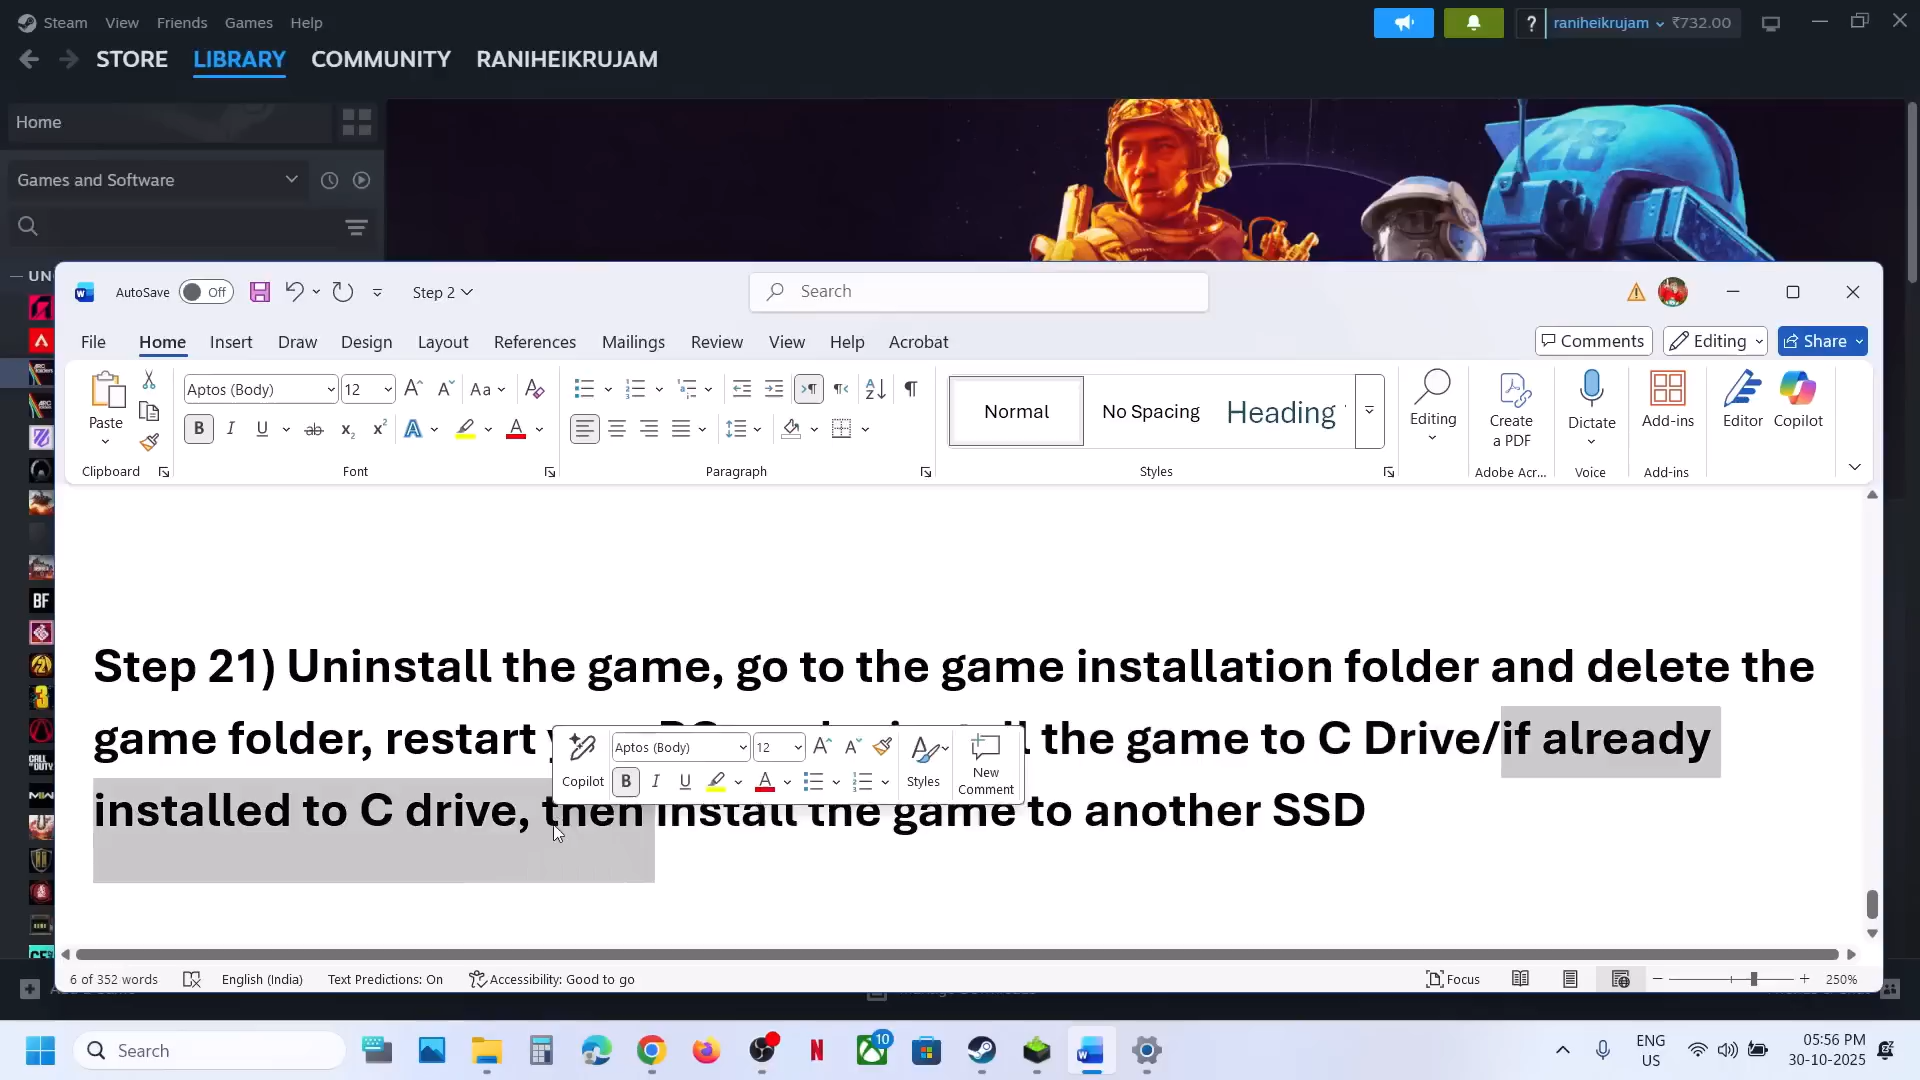 Steam View Friends Games Help
raniheikrujam ₹732.00
STORE LIBRARY COMMUNITY RANIHEIKRUJAM
Home
Games and Software
AutoSave Off Step 2 Search
File Home Insert Draw Design Layout References Mailings Review View Help Acrobat Comments Editing Share
Aptos (Body) 12 Aa
Paste
Normal No Spacing Heading
Editing Create a PDF Dictate Add-ins Editor Copilot
Clipboard Font Paragraph Styles Adobe Acr... Voice Add-ins
Step 21) Uninstall the game, go to the game installation folder and delete the
game folder, restart the game to C Drive/if already
Aptos (Body) 12
Copilot Styles New Comment
installed to C drive, then install the game to another SSD
6 of 352 words English (India) Text Predictions: On Accessibility: Good to go Focus 250%
Search 10 ENG US 05:56 PM 30-10-2025